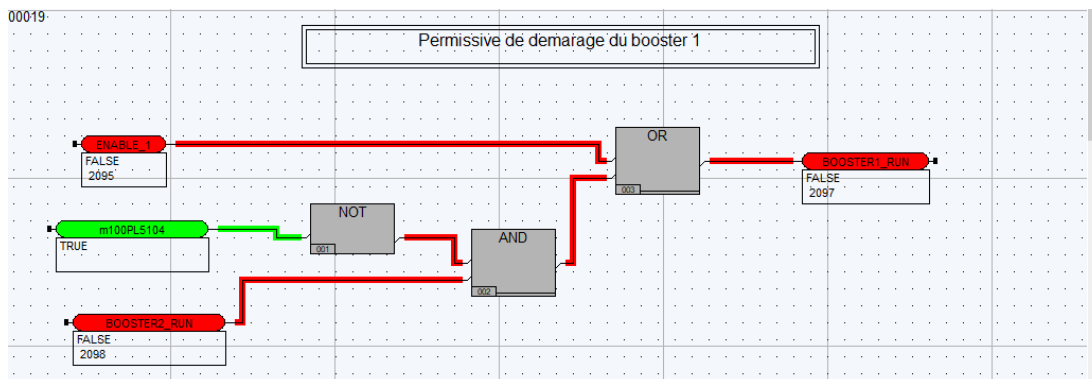 00019
Permissive de demarage du booster 1
OR
ENABLE_1
FALSE
2095
003
BOOSTER1_RUN
FALSE
2097
NOT
m100PL5104
TRUE
001
AND
002
BOOSTER2_RUN
FALSE
2098